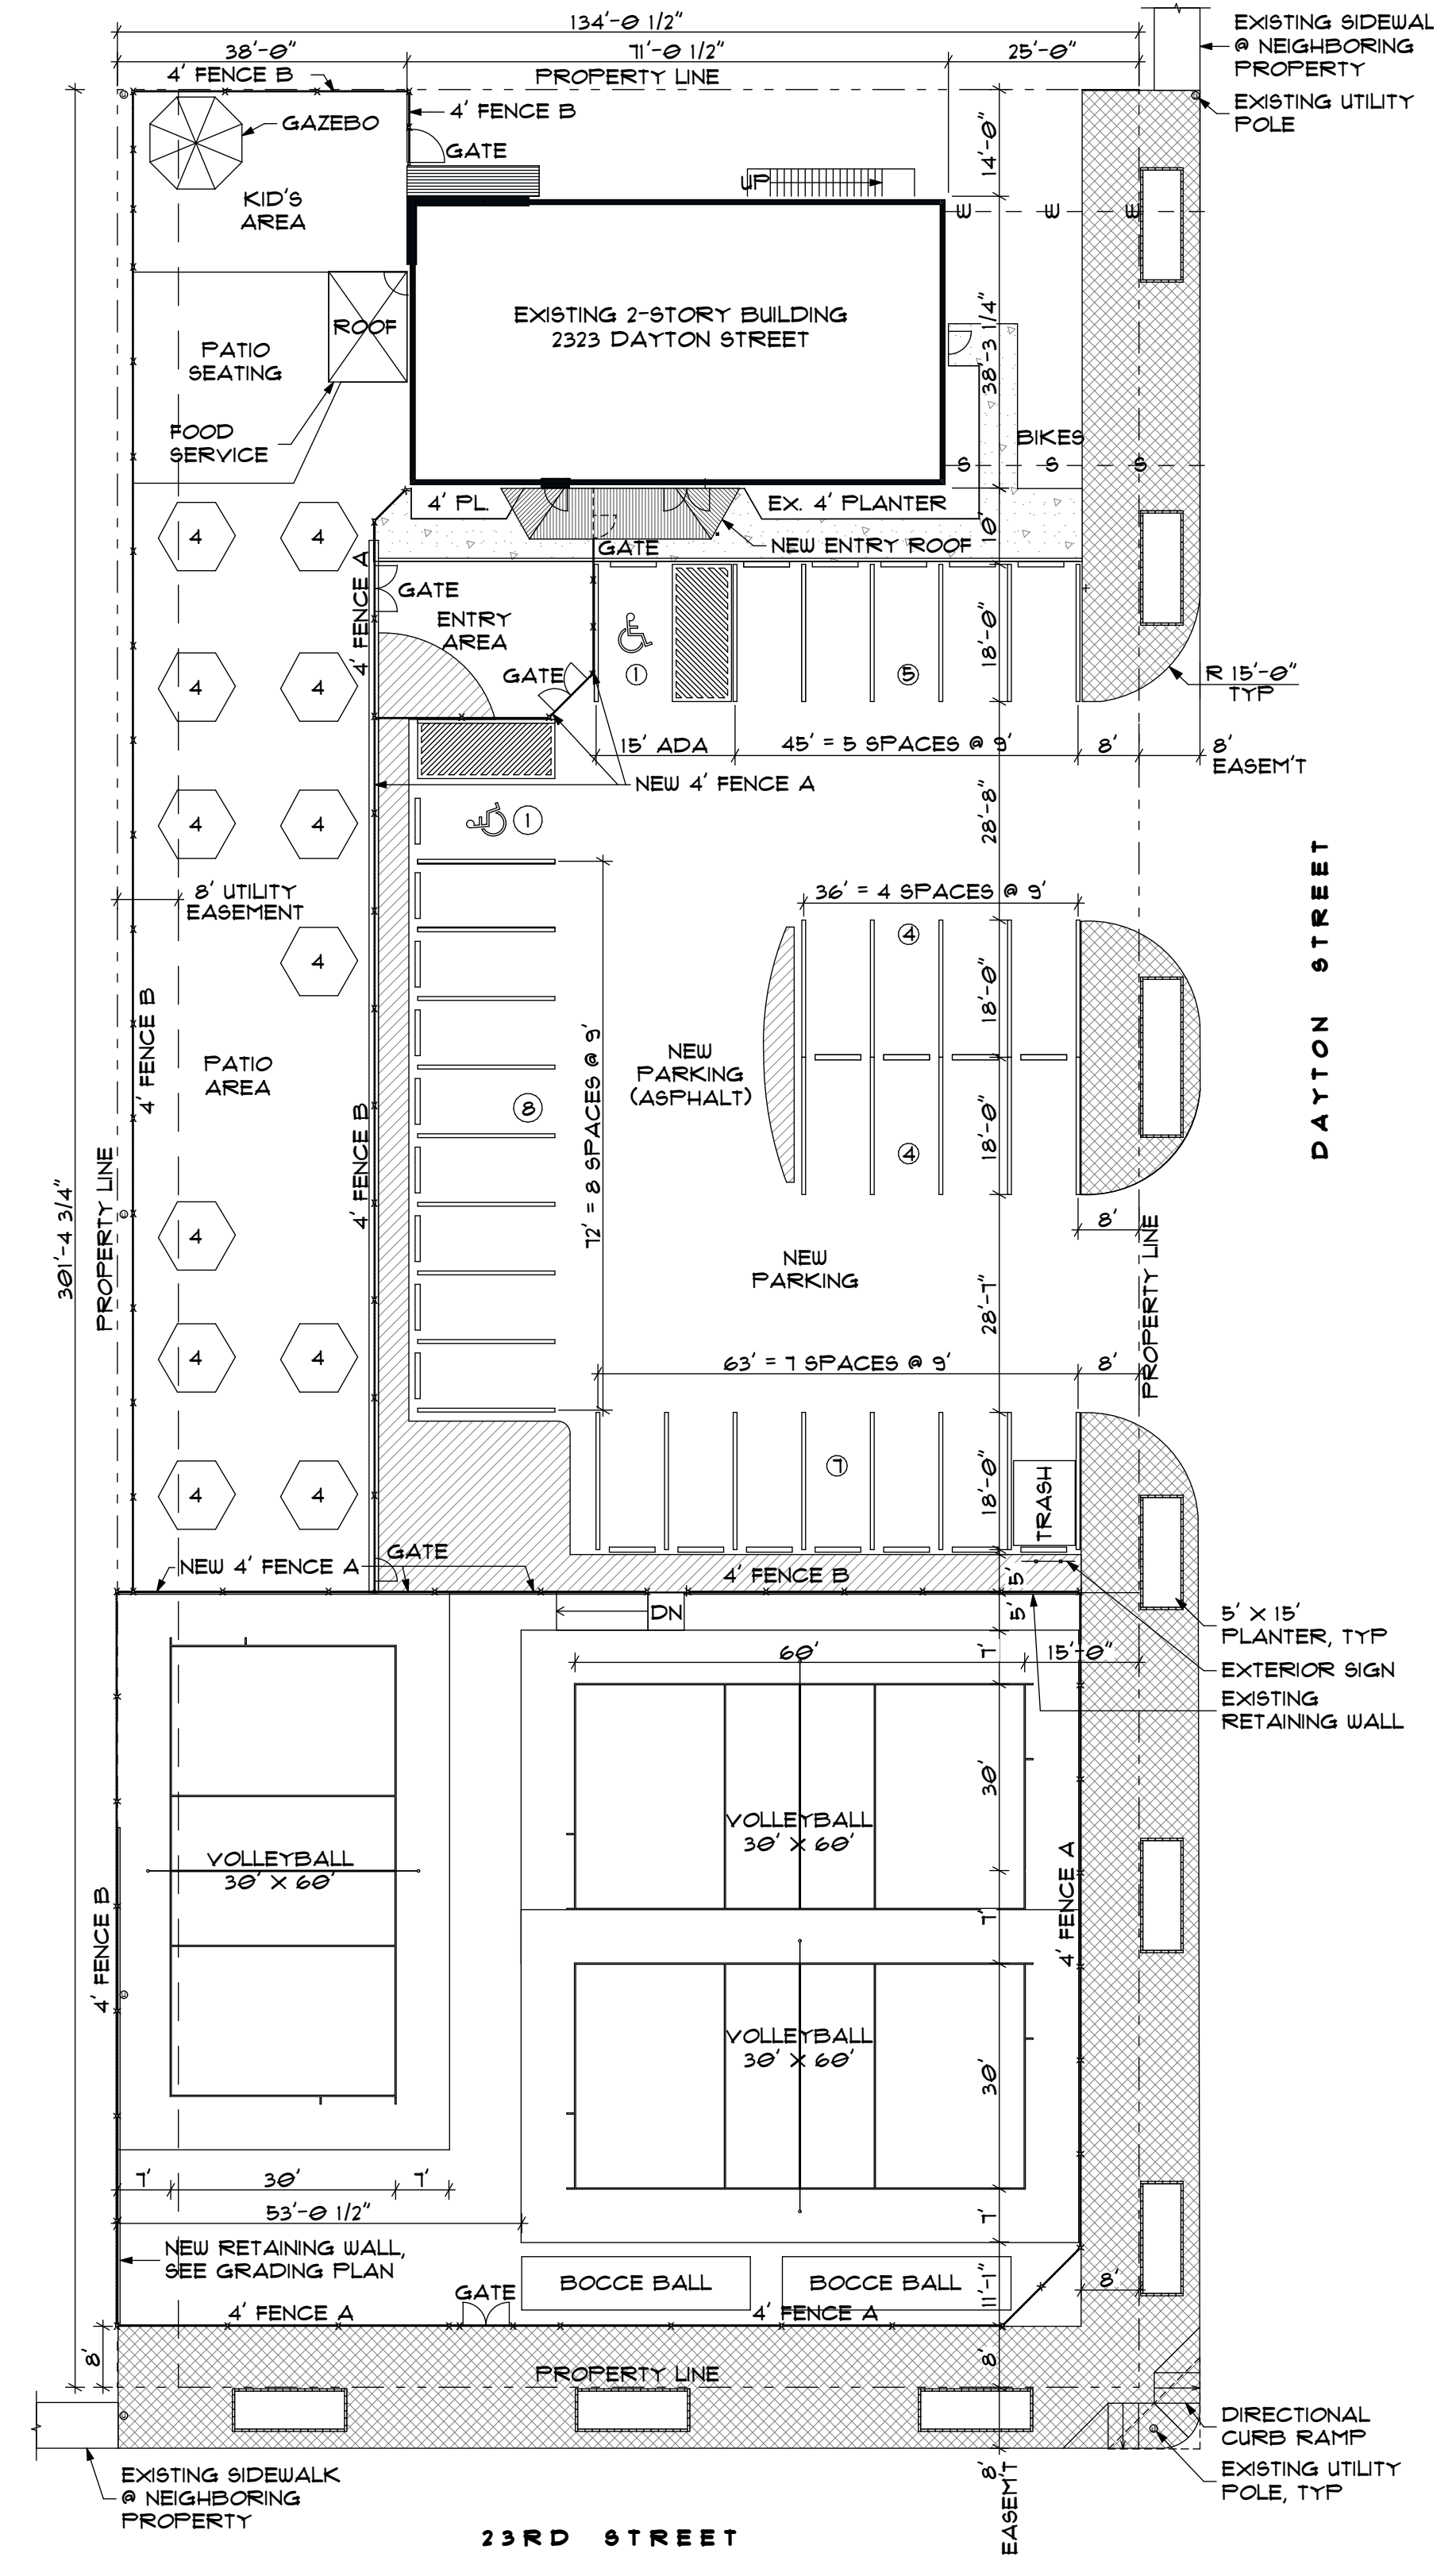 134'-0 1/2"
38'-0"
71'-0 1/2"
25'-0"
EXISTING SIDEWAL
@ NEIGHBORING
PROPERTY
4' FENCE B
PROPERTY LINE
4' FENCE B
GAZEBO
GATE
EXISTING UTILITY
POLE
14'-0"
UP
KID'S
AREA
E E E
ROOF
EXISTING 2-STORY BUILDING
2323 DAYTON STREET
38'-3 1/4"
PATIO
SEATING
FOOD
SERVICE
BIKES
S S S
4' PL.
EX. 4' PLANTER
10'
NEW ENTRY ROOF
GATE
4 4
4' FENCE A
GATE
ENTRY
AREA
GATE
1
5
18'-0"
R 15'-0"
TYP
4 4
15' ADA
45' = 5 SPACES @ 9'
8'
8'
EASEM'T
NEW 4' FENCE A
4 4
1
28'-8"
8' UTILITY
EASEMENT
36' = 4 SPACES @ 9'
4
4
18'-0"
DAYTON STREET
4' FENCE B
PATIO
AREA
4' FENCE B
8
72' = 8 SPACES @ 9'
NEW
PARKING
(ASPHALT)
4
18'-0"
301'-4 3/4"
PROPERTY LINE
4
8'
PROPERTY LINE
NEW
PARKING
28'-7"
4 4
63' = 7 SPACES @ 9'
8'
4 4
7
18'-0"
TRASH
GATE
NEW 4' FENCE A
4' FENCE B
5'
5'
DN
5' X 15'
PLANTER, TYP
60'
7'
15'-0"
EXTERIOR SIGN
EXISTING
RETAINING WALL
30'
VOLLEYBALL
30' X 60'
VOLLEYBALL
30' X 60'
4' FENCE B
7'
4' FENCE A
VOLLEYBALL
30' X 60'
30'
7'
30'
7'
7'
53'-0 1/2"
NEW RETAINING WALL,
SEE GRADING PLAN
BOCCE BALL
BOCCE BALL
11'-1"
8'
GATE
4' FENCE A
4' FENCE A
8'
PROPERTY LINE
8'
DIRECTIONAL
CURB RAMP
EXISTING UTILITY
POLE, TYP
EXISTING SIDEWALK
@ NEIGHBORING
PROPERTY
8'
EASEM'T
23RD STREET